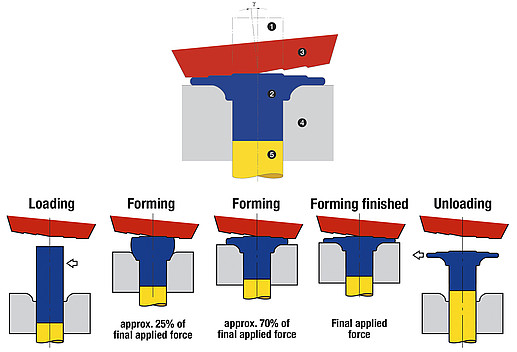 γ
1
3
2
4
5
Loading
Forming
Forming
Forming finished
Unloading
approx. 25% of
final applied force
approx. 70% of
final applied force
Final applied
force